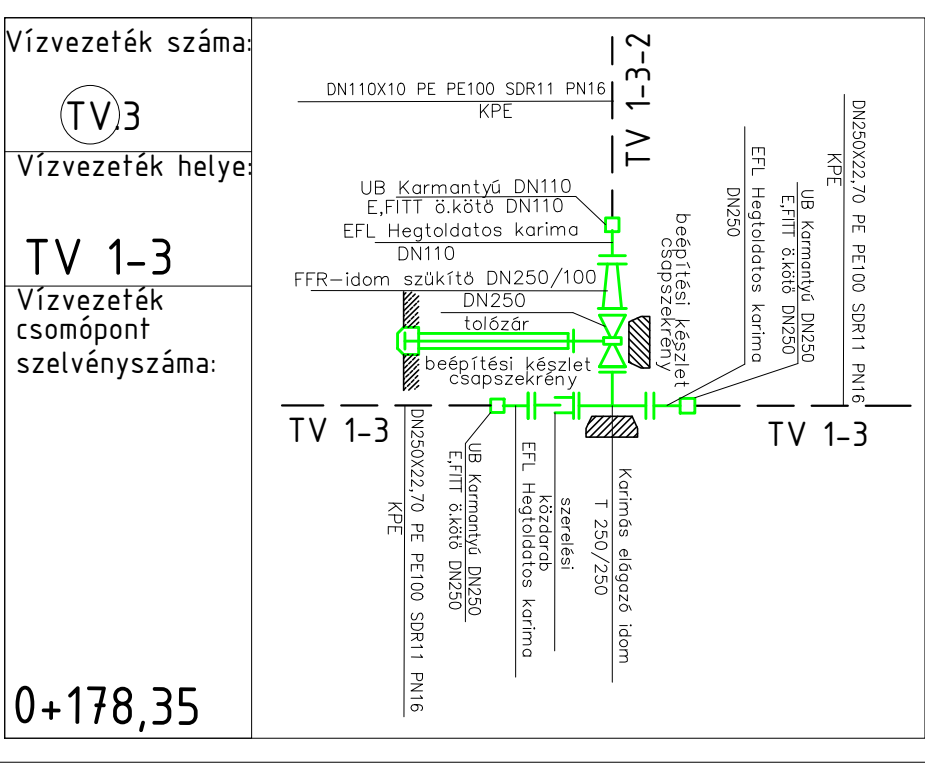 Vízvezeték száma:
TV.3
Vízvezeték helye:
TV 1-3
Vízvezeték
csomópont
szelvényszáma:
0+178,35
DN110X10 PE PE100 SDR11 PN16
KPE
TV 1-3-2
UB Karmantyú DN110
E,FITT ö.kötő DN110
EFL Hegtoldatos karima
DN110
FFR-idom szükítő DN250/100
DN250
tolózár
beépítési készlet
csapszekrény
beépítési készlet
csapszekrény
EFL Hegtoldatos karima
DN250
UB Karmantyú DN250
E,FITT ö.kötő DN250
DN250X22,70 PE PE100 SDR11 PN16
KPE
TV 1-3
TV 1-3
DN250X22,70 PE PE100 SDR11 PN16
KPE
UB Karmantyú DN250
E,FITT ö.kötő DN250
EFL Hegtoldatos karima
szerelési
közdarab
Karimás elágazó idom
T 250/250